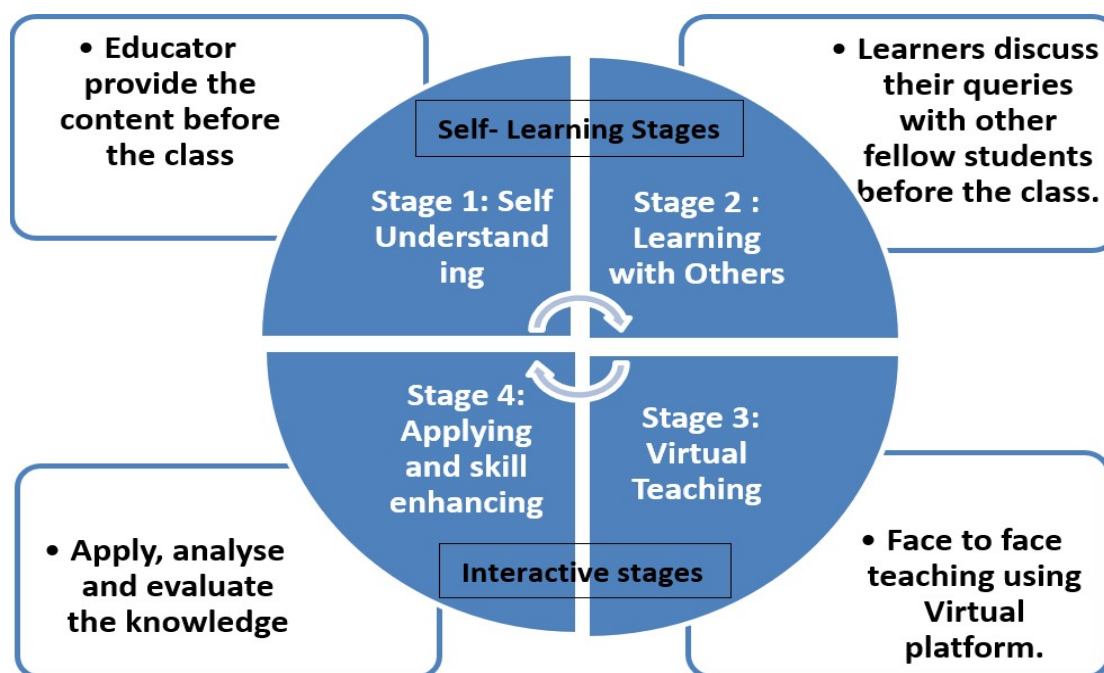 • Educator
provide the
content before
the class
• Learners discuss
their queries
with other
fellow students
before the class.
Self- Learning Stages
Stage 1: Self
Understand
ing
Stage 2 :
Learning
with Others
Stage 4:
Applying
and skill
enhancing
Stage 3:
Virtual
Teaching
Interactive stages
• Apply, analyse
and evaluate
the knowledge
• Face to face
teaching using
Virtual
platform.